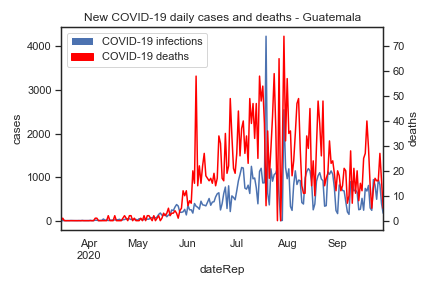 New COVID-19 daily cases and deaths - Guatemala
COVID-19 infections
COVID-19 deaths
cases
4000
3000
2000
1000
0
deaths
70
60
50
40
30
20
10
0
Apr
2020
May
Jun
Jul
Aug
Sep
dateRep